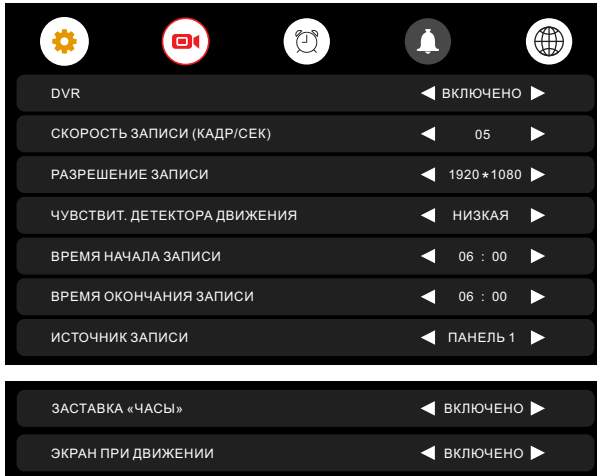 DVR ВКЛЮЧЕНО
СКОРОСТЬ ЗАПИСИ (КАДР/СЕК) 05
РАЗРЕШЕНИЕ ЗАПИСИ 1920*1080
ЧУВСТВИТ. ДЕТЕКТОРА ДВИЖЕНИЯ НИЗКАЯ
ВРЕМЯ НАЧАЛА ЗАПИСИ 06 : 00
ВРЕМЯ ОКОНЧАНИЯ ЗАПИСИ 06 : 00
ИСТОЧНИК ЗАПИСИ ПАНЕЛЬ 1
ЗАСТАВКА «ЧАСЫ» ВКЛЮЧЕНО
ЭКРАН ПРИ ДВИЖЕНИИ ВКЛЮЧЕНО